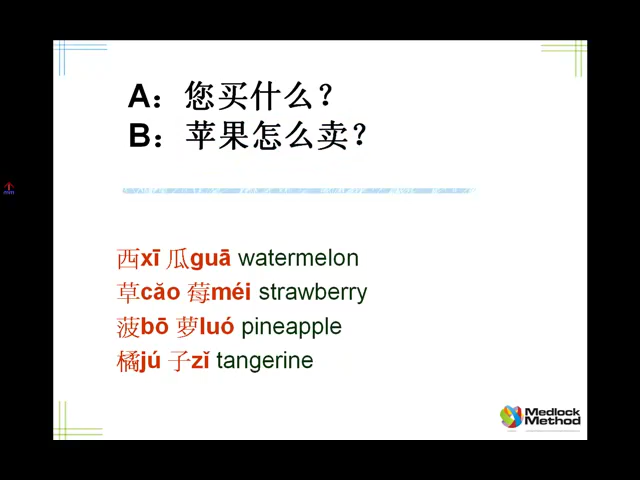 A：您买什么？
B：苹果怎么卖？
西xī 瓜guā watermelon
草cǎo 莓méi strawberry
菠bō 萝luó pineapple
橘jú 子zǐ tangerine
Medlock
Method